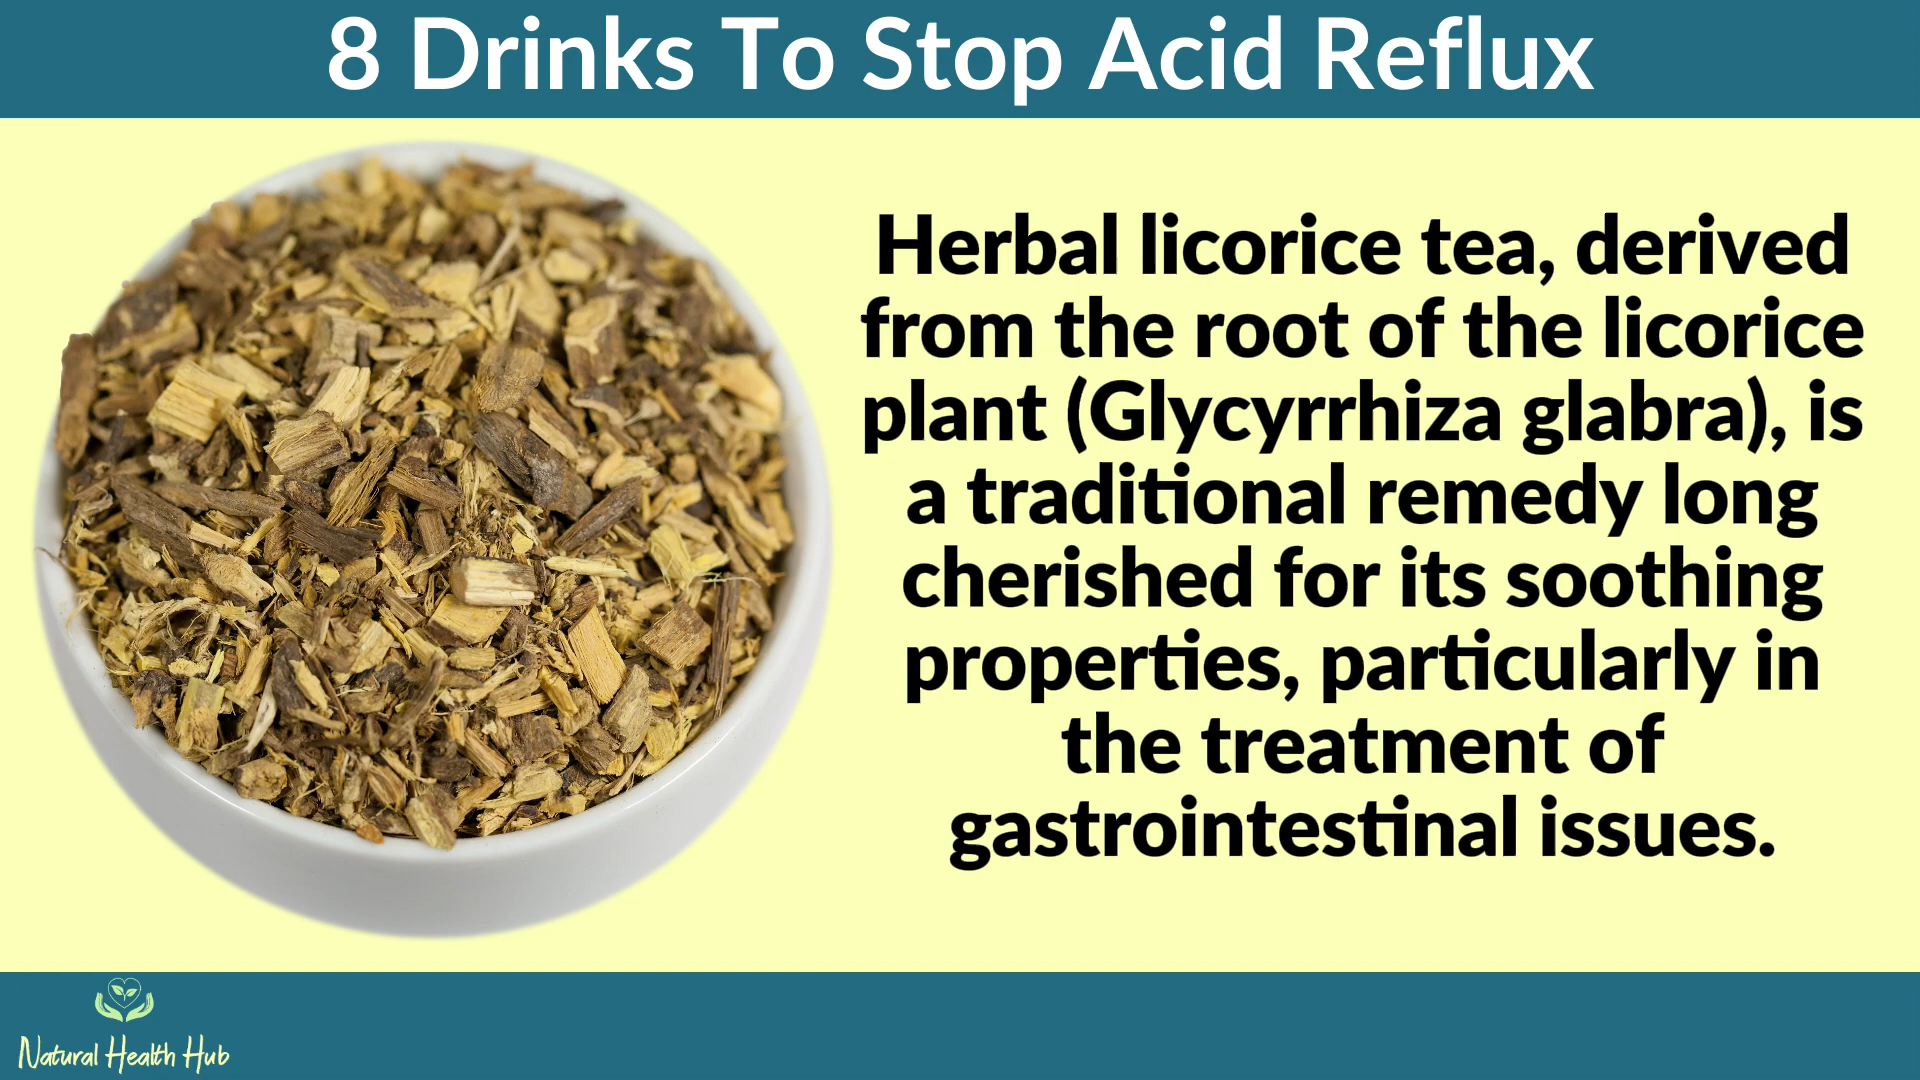 8 Drinks To Stop Acid Reflux
Herbal licorice tea, derived
from the root of the licorice
plant (Glycyrrhiza glabra), is
a traditional remedy long
cherished for its soothing
properties, particularly in
the treatment of
gastrointestinal issues.
Natural Health Hub